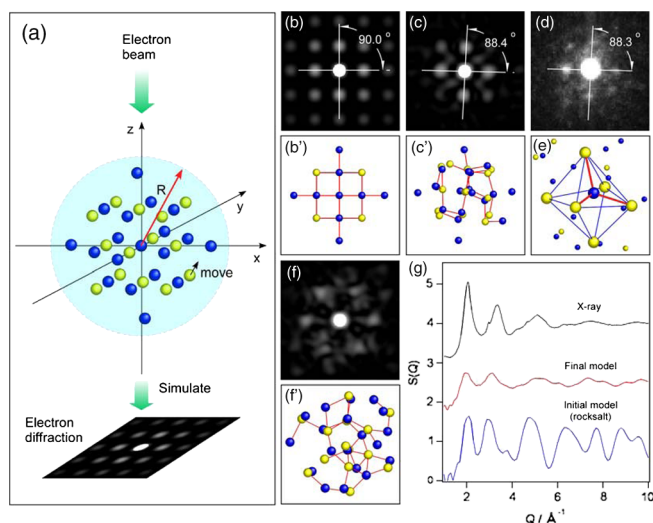 (a)
Electron
beam
z
R
y
x
move
Simulate
Electron
diffraction
(b)
90.0 °
(c)
88.4 °
(d)
88.3 °
(b')
(c')
(e)
(f)
(f')
(g)
X-ray
Final model
Initial model
(rocksalt)
S(Q)
5
4
3
2
1
0
2
4
6
8
10
Q / Å⁻¹